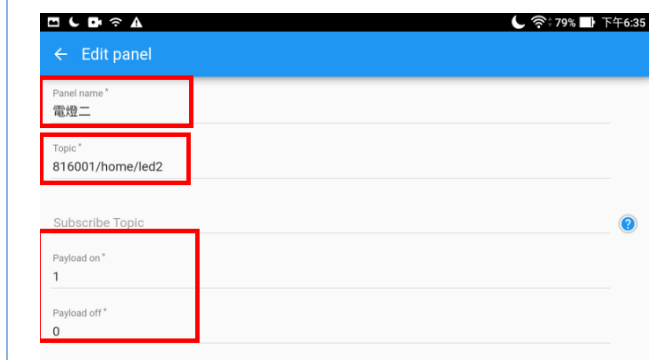 79% 下午6:35
Edit panel
Panel name*
電燈二
Topic*
816001/home/led2
Subscribe Topic
?
Payload on*
1
Payload off*
0